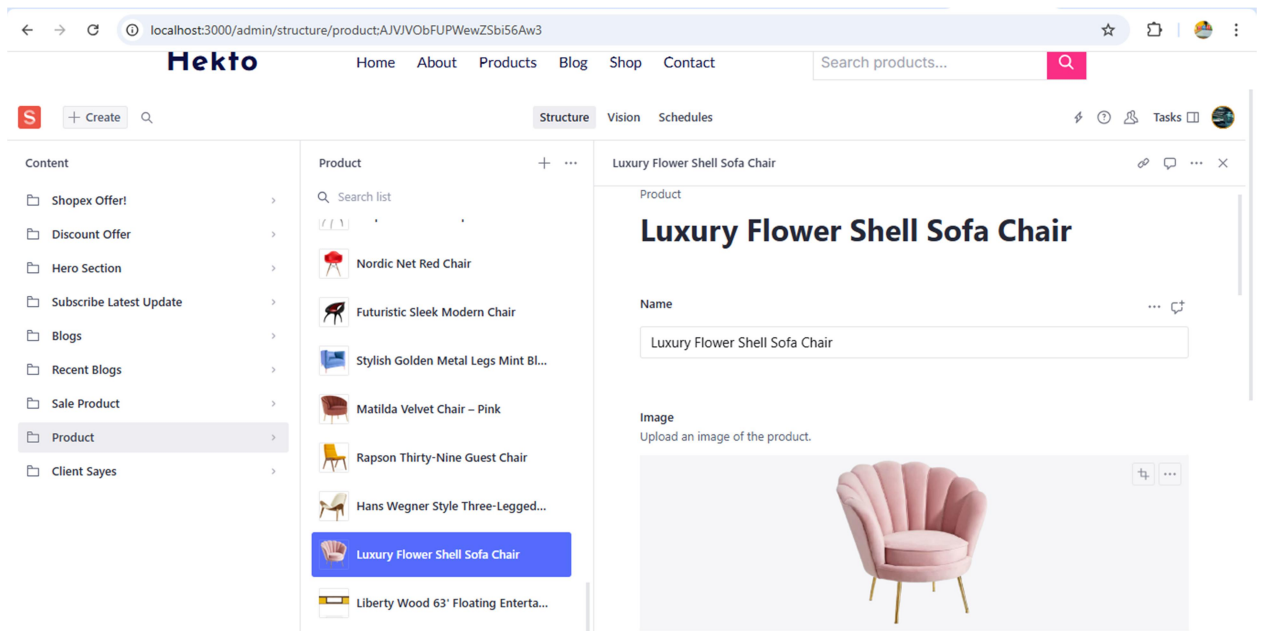 localhost:3000/admin/structure/product;AJVJVObFUPWewZSbi56Aw3
Hekto
Home About Products Blog Shop Contact
Search products...
S
Create
Structure Vision Schedules
Tasks
Content
Shopex Offer!
Discount Offer
Hero Section
Subscribe Latest Update
Blogs
Recent Blogs
Sale Product
Product
Client Sayes
Product
Search list
Nordic Net Red Chair
Futuristic Sleek Modern Chair
Stylish Golden Metal Legs Mint Bl...
Matilda Velvet Chair – Pink
Rapson Thirty-Nine Guest Chair
Hans Wegner Style Three-Legged...
Luxury Flower Shell Sofa Chair
Liberty Wood 63' Floating Enterta...
Luxury Flower Shell Sofa Chair
Product
Luxury Flower Shell Sofa Chair
Name
Luxury Flower Shell Sofa Chair
Image
Upload an image of the product.